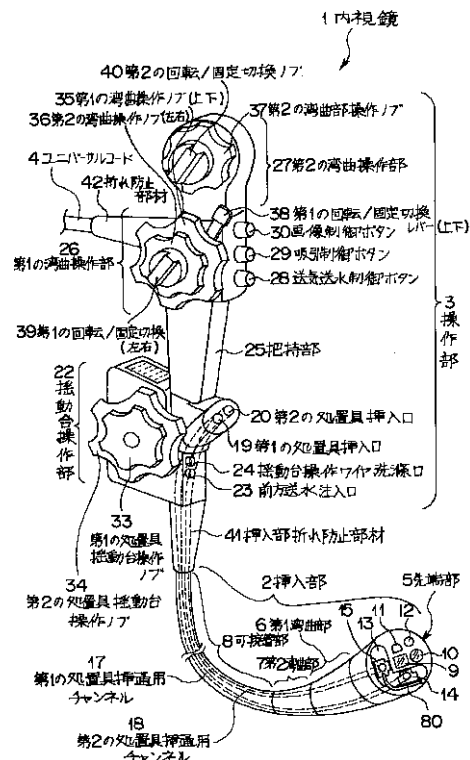 1 内視鏡
40 第2の回転/固定切換ノブ
35 第1の湾曲操作ノブ(上下)
36 第2の湾曲操作ノブ(左右)
37 第2の湾曲部操作ノブ
4 ユニバーサルコード
42 折れ防止部材
27 第2の湾曲操作部
26
第1の湾曲操作部
38 第1の回転/固定切換レバー(上下)
30 画像制御ボタン
29 吸引制御ボタン
28 送気送水制御ボタン
3 操作部
39 第1の回転/固定切換
(左右)
25 把持部
22 揺動台操作部
20 第2の処置具挿入口
19 第1の処置具挿入口
24 揺動台操作ワイヤ洗滌口
23 前方送水注入口
33
第1の処置具揺動台操作ノブ
41 挿入部折れ防止部材
34
第2の処置具揺動台操作ノブ
2 挿入部
5 先端部
6 第1湾曲部
7 第2湾曲部
8 可撓管部
15
13
11
12
10
9
14
80
17
第1の処置具挿通用
チャンネル
18
第2の処置具挿通用
チャンネル